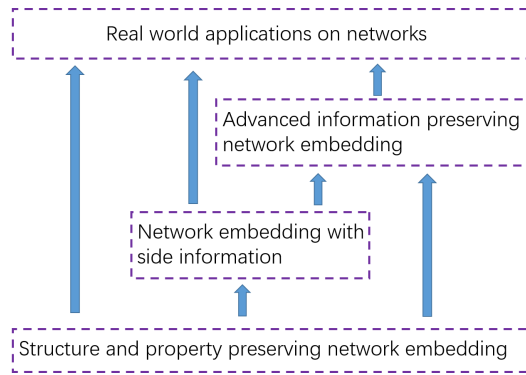 Real world applications on networks
Advanced information preserving
network embedding
Network embedding with
side information
Structure and property preserving network embedding